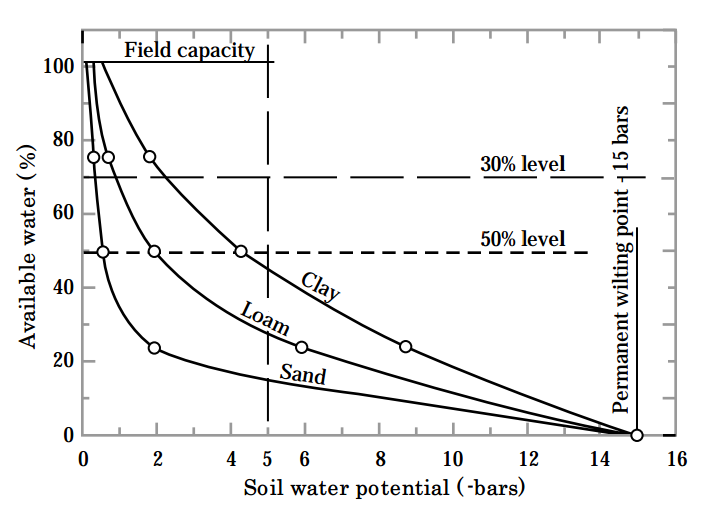 Field capacity
100
80
60
40
20
0
Available water (%)
30% level
50% level
Clay
Loam
Sand
Permanent wilting point - 15 bars
0 2 4 5 6 8 10 12 14 16
Soil water potential (-bars)